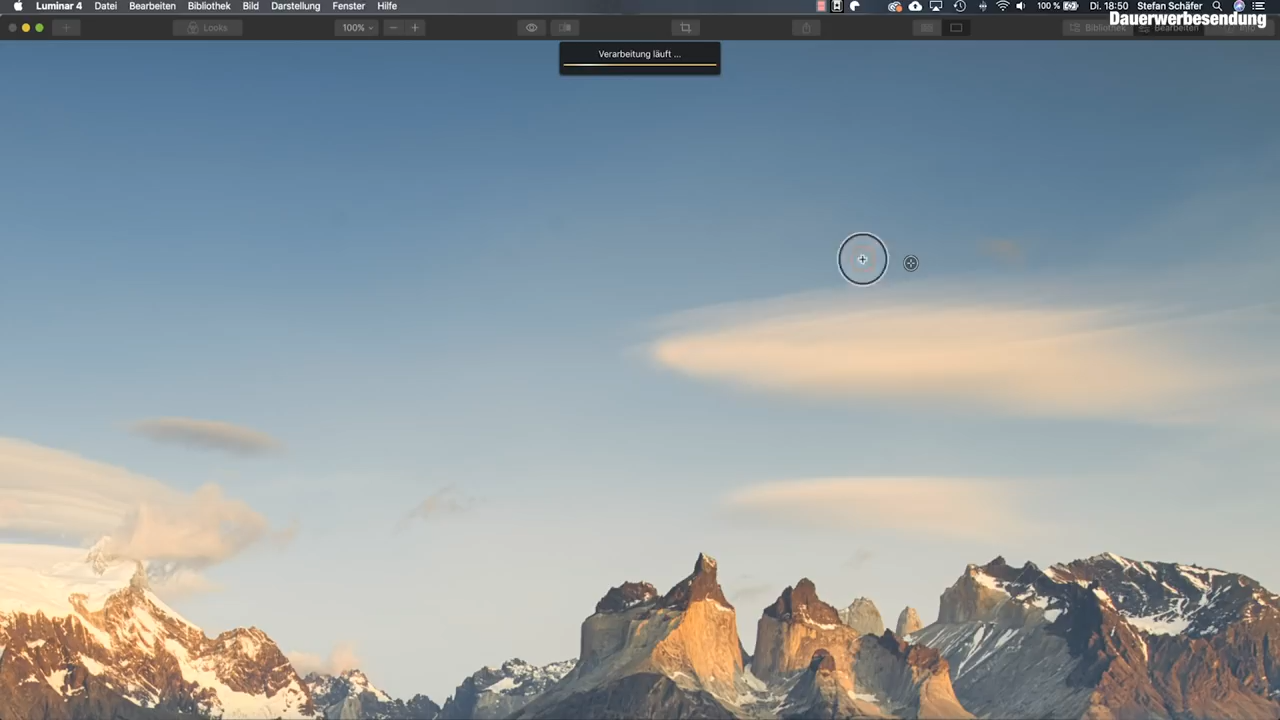 Luminar 4 Datei Bearbeiten Bibliothek Bild Darstellung Fenster Hilfe 100 % Di. 18:50 Stefan Schäfer
Dauerwerbesendung
Looks 100% Bibliothek Bearbeiten Info
Verarbeitung läuft ...